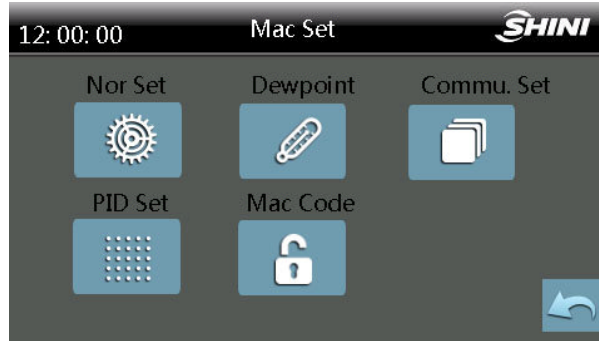 12: 00: 00 Mac Set SHINI
Nor Set Dewpoint Commu. Set
PID Set Mac Code